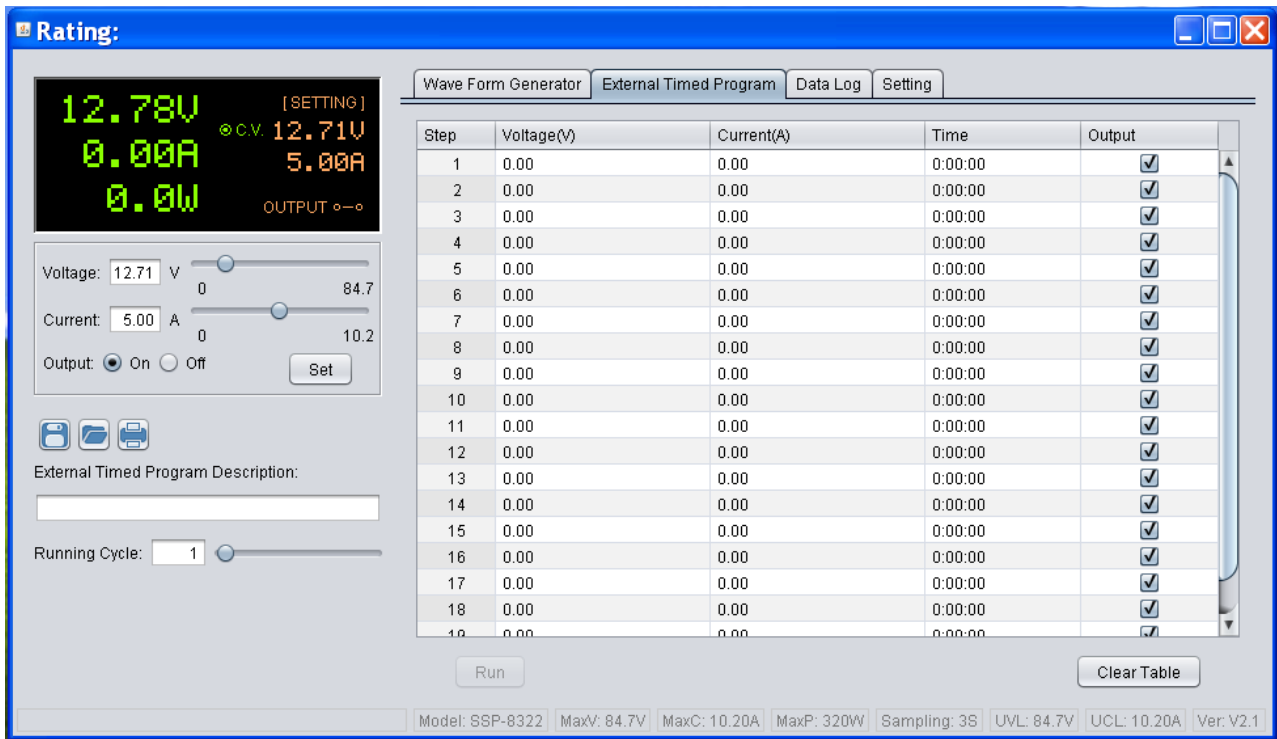 Rating:
12.78V
[SETTING]
C.V. 12.71V
0.00A
5.00A
0.0W
OUTPUT
Voltage: 12.71 V
0 84.7
Current: 5.00 A
0 10.2
Output: On Off
Set
External Timed Program Description:
Running Cycle: 1
Wave Form Generator External Timed Program Data Log Setting
Step Voltage(V) Current(A) Time Output
1 0.00 0.00 0:00:00
2 0.00 0.00 0:00:00
3 0.00 0.00 0:00:00
4 0.00 0.00 0:00:00
5 0.00 0.00 0:00:00
6 0.00 0.00 0:00:00
7 0.00 0.00 0:00:00
8 0.00 0.00 0:00:00
9 0.00 0.00 0:00:00
10 0.00 0.00 0:00:00
11 0.00 0.00 0:00:00
12 0.00 0.00 0:00:00
13 0.00 0.00 0:00:00
14 0.00 0.00 0:00:00
15 0.00 0.00 0:00:00
16 0.00 0.00 0:00:00
17 0.00 0.00 0:00:00
18 0.00 0.00 0:00:00
19 0.00 0.00 0:00:00
Run Clear Table
Model: SSP-8322 MaxV: 84.7V MaxC: 10.20A MaxP: 320W Sampling: 3S UVL: 84.7V UCL: 10.20A Ver: V2.1